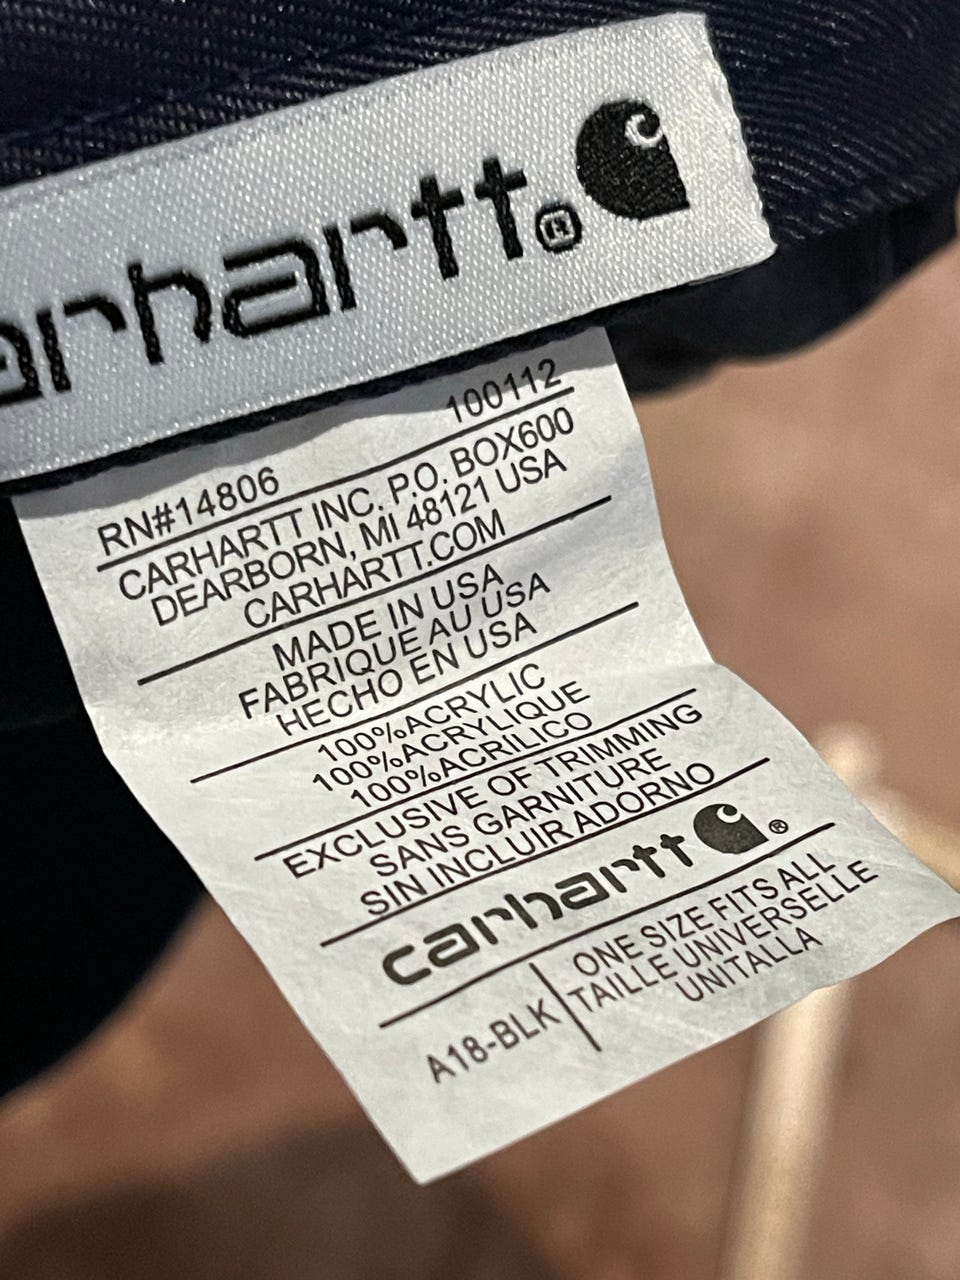 arhartt®
RN#14806 100112
CARHARTT INC. P.O. BOX600
DEARBORN, MI 48121 USA
CARHARTT.COM
MADE IN USA
FABRIQUE AU USA
HECHO EN USA
100%ACRYLIC
100%ACRYLIQUE
100%ACRILICO
EXCLUSIVE OF TRIMMING
SANS GARNITURE
SIN INCLUIR ADORNO
carhartt ®
A18-BLK
ONE SIZE FITS ALL
TAILLE UNIVERSELLE
UNITALLA